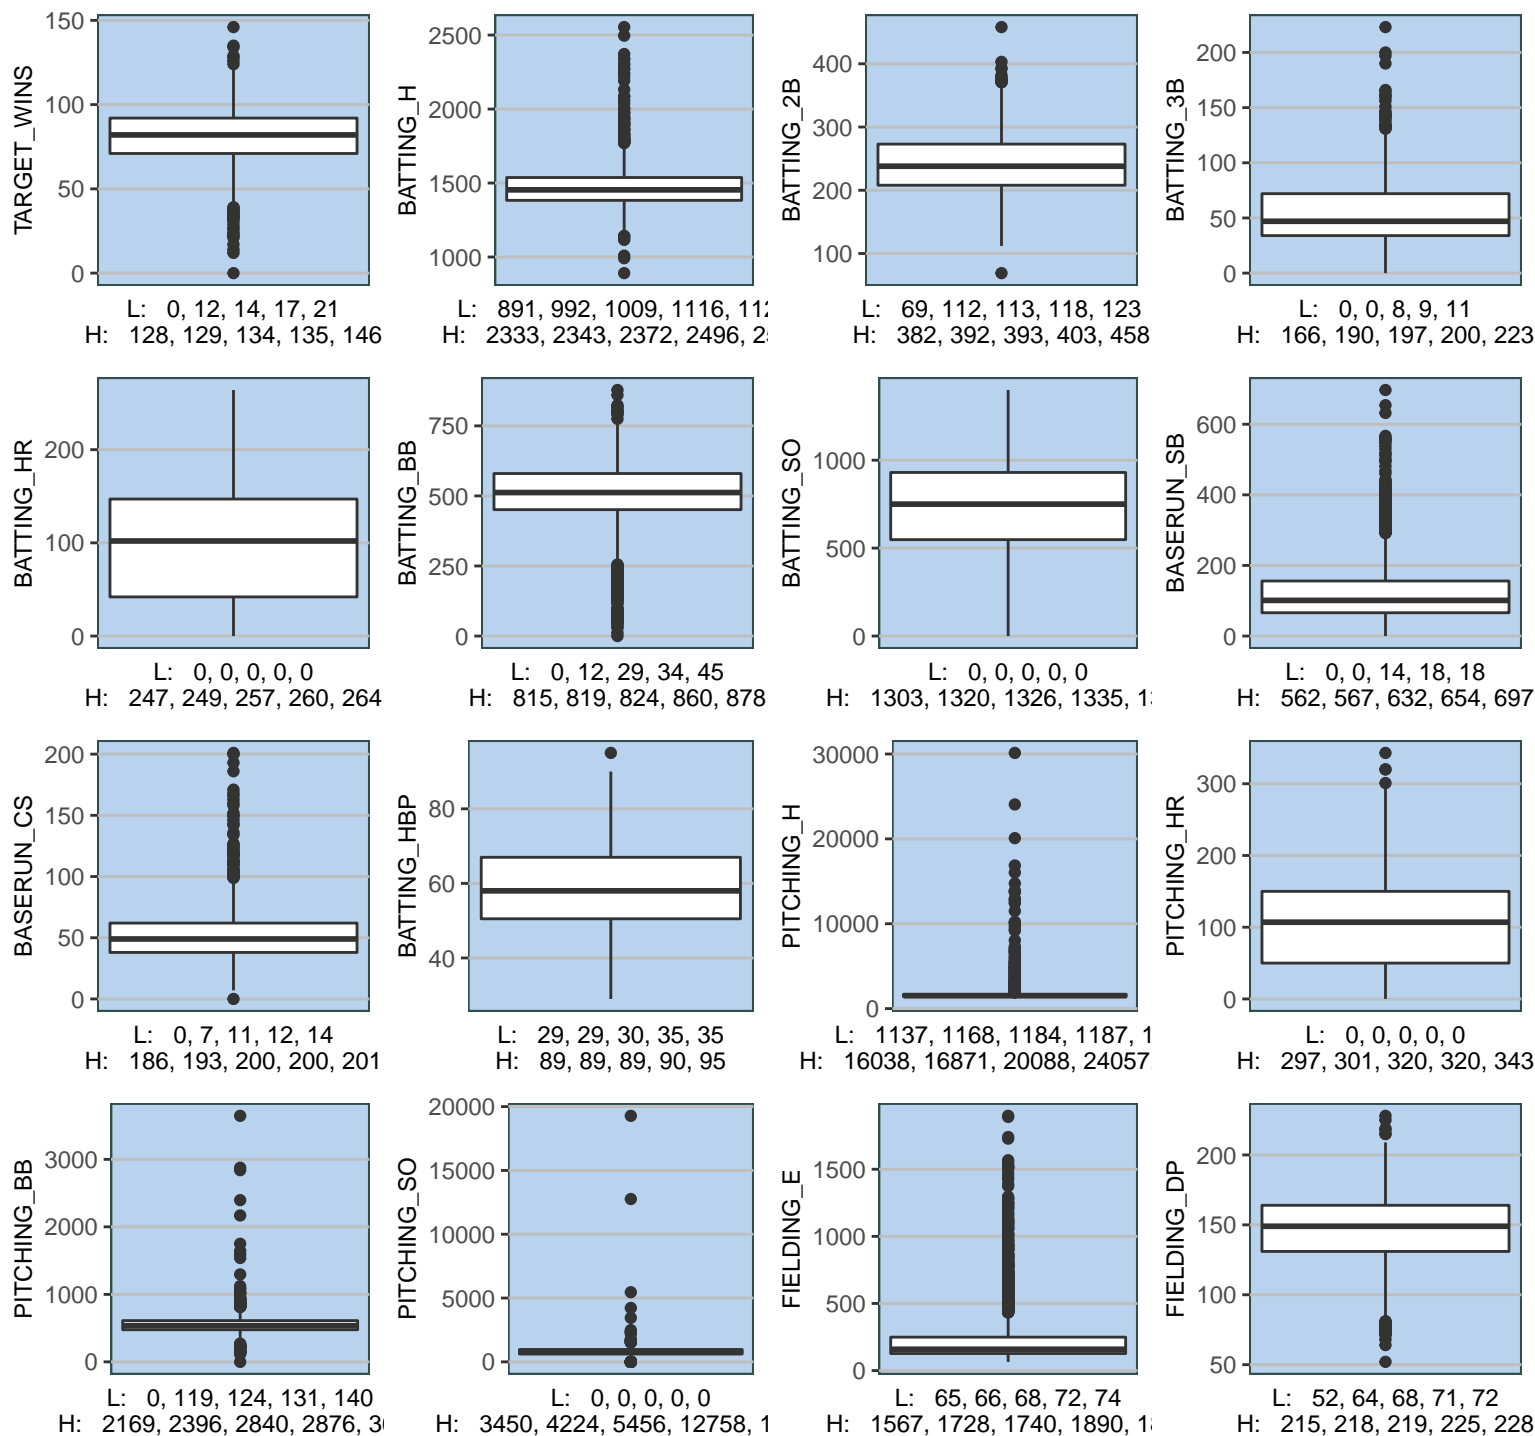 TARGET_WINS
150
100
50
0
L: 0, 12, 14, 17, 21
H: 128, 129, 134, 135, 146
BATTING_H
2500
2000
1500
1000
L: 891, 992, 1009, 1116, 112
H: 2333, 2343, 2372, 2496, 2
BATTING_2B
400
300
200
100
L: 69, 112, 113, 118, 123
H: 382, 392, 393, 403, 458
BATTING_3B
200
150
100
50
0
L: 0, 0, 8, 9, 11
H: 166, 190, 197, 200, 223
BATTING_HR
200
100
0
L: 0, 0, 0, 0, 0
H: 247, 249, 257, 260, 264
BATTING_BB
750
500
250
0
L: 0, 12, 29, 34, 45
H: 815, 819, 824, 860, 878
BATTING_SO
1000
500
0
L: 0, 0, 0, 0, 0
H: 1303, 1320, 1326, 1335, 1
BASERUN_SB
600
400
200
0
L: 0, 0, 14, 18, 18
H: 562, 567, 632, 654, 697
BASERUN_CS
200
150
100
50
0
L: 0, 7, 11, 12, 14
H: 186, 193, 200, 200, 201
BATTING_HBP
80
60
40
L: 29, 29, 30, 35, 35
H: 89, 89, 89, 90, 95
PITCHING_H
30000
20000
10000
0
L: 1137, 1168, 1184, 1187, 1
H: 16038, 16871, 20088, 24057,
PITCHING_HR
300
200
100
0
L: 0, 0, 0, 0, 0
H: 297, 301, 320, 320, 343
PITCHING_BB
3000
2000
1000
0
L: 0, 119, 124, 131, 140
H: 2169, 2396, 2840, 2876, 3
PITCHING_SO
20000
15000
10000
5000
0
L: 0, 0, 0, 0, 0
H: 3450, 4224, 5456, 12758, 1
FIELDING_E
1500
1000
500
0
L: 65, 66, 68, 72, 74
H: 1567, 1728, 1740, 1890, 1
FIELDING_DP
200
150
100
50
L: 52, 64, 68, 71, 72
H: 215, 218, 219, 225, 228